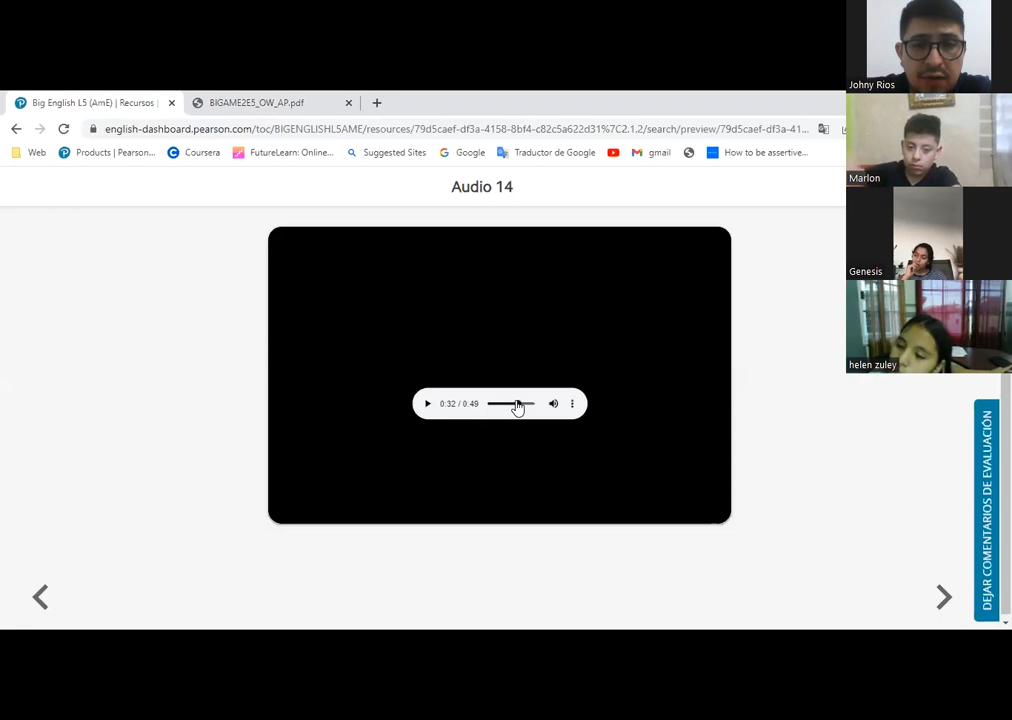 Big English L5 (AmE) | Recursos |
BIGAME2E5_OW_AP.pdf
english-dashboard.pearson.com/toc/BIGENGLISHL5AME/resources/79d5caef-df3a-4158-8bf4-c82c5a622d31%7C2.1.2/search/preview/79d5caef-df3a-41...
Web
Products | Pearson...
Coursera
FutureLearn: Online...
Suggested Sites
Google
Traductor de Google
gmail
How to be assertive...
Audio 14
0:32 / 0:49
Johny Rios
Marlon
Genesis
helen zuley
DEJAR COMENTARIOS DE EVALUACIÓN